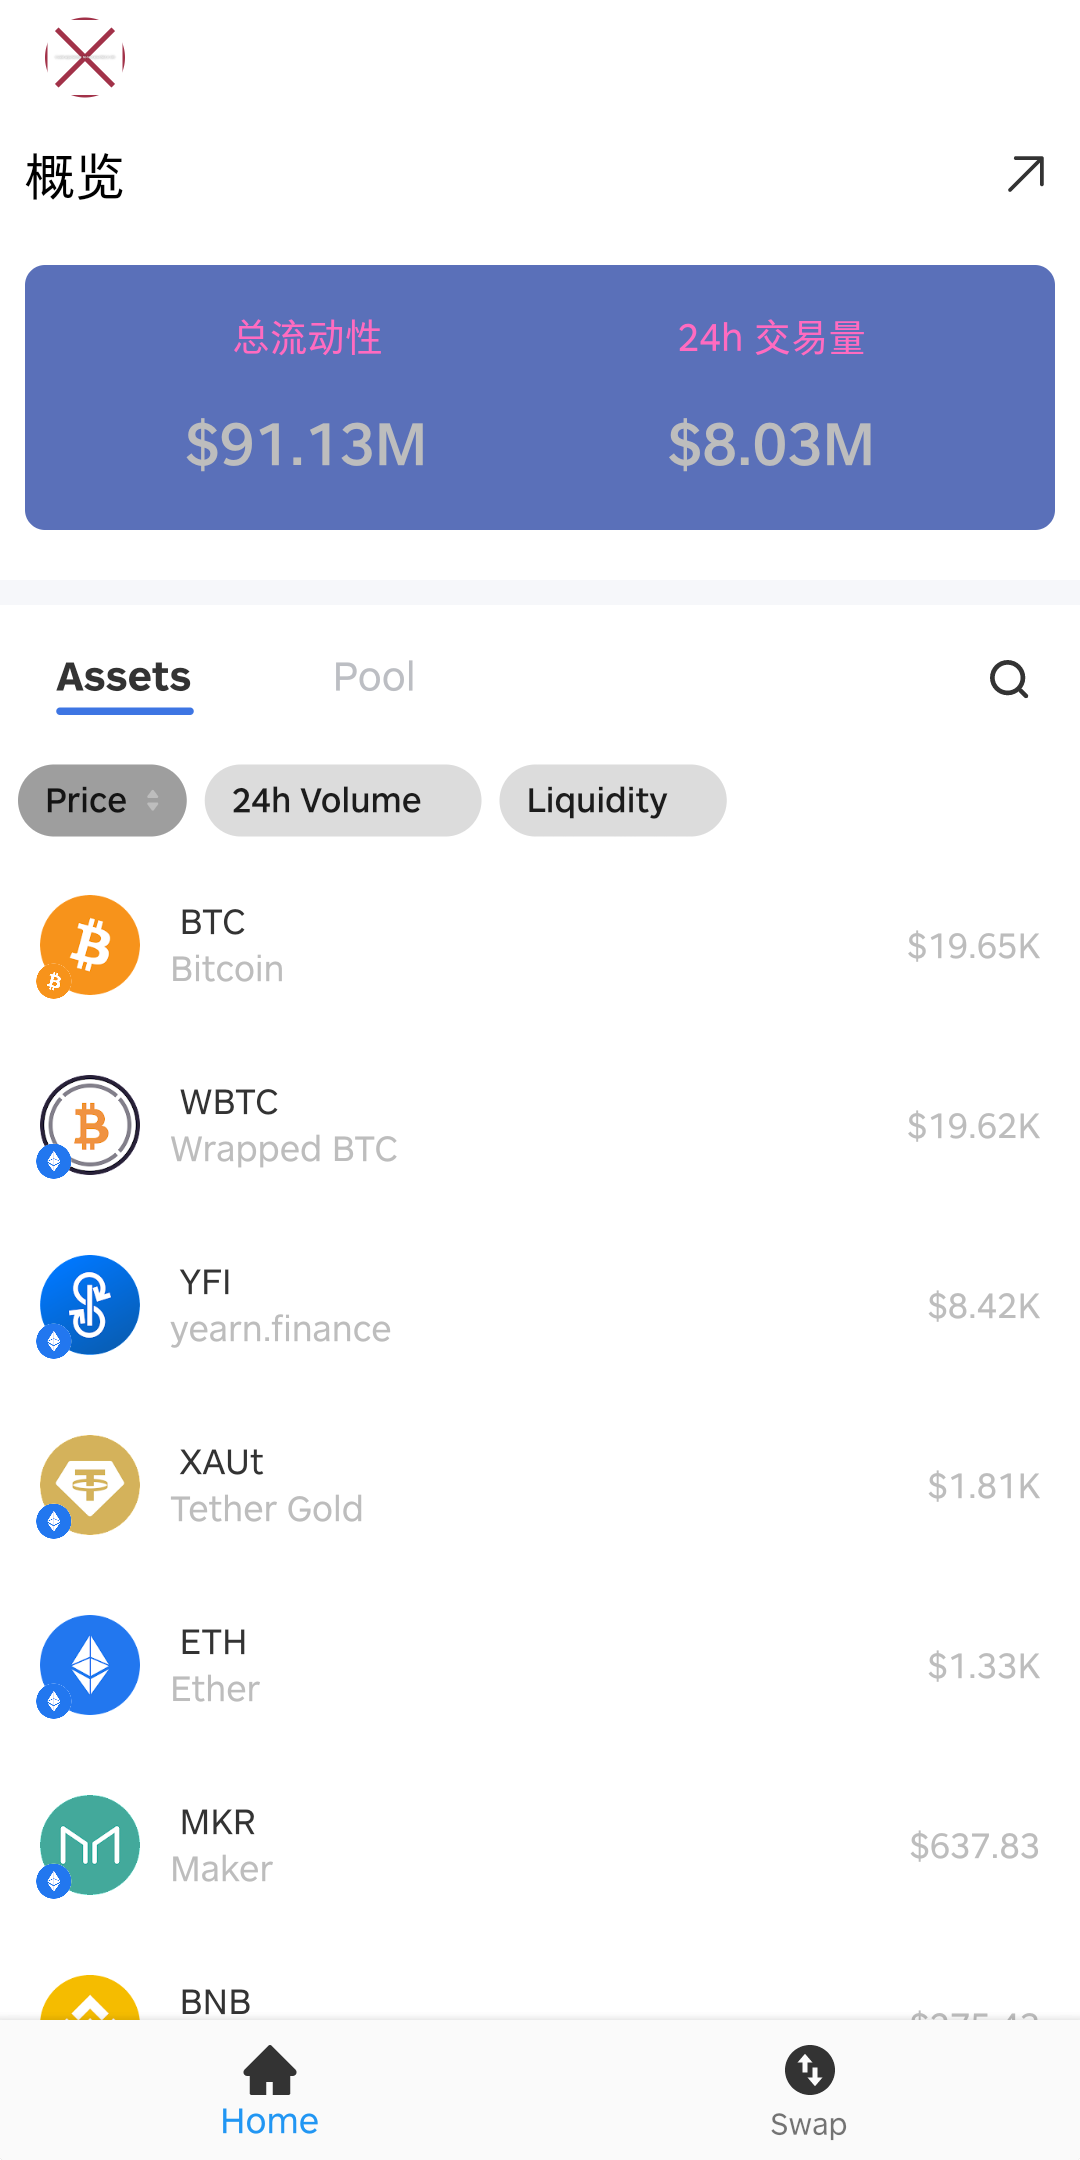 概览
总流动性 24h 交易量
$91.13M $8.03M
Assets Pool
Price 24h Volume Liquidity
BTC
Bitcoin
$19.65K
WBTC
Wrapped BTC
$19.62K
YFI
yearn.finance
$8.42K
XAUt
Tether Gold
$1.81K
ETH
Ether
$1.33K
MKR
Maker
$637.83
BNB
Home Swap